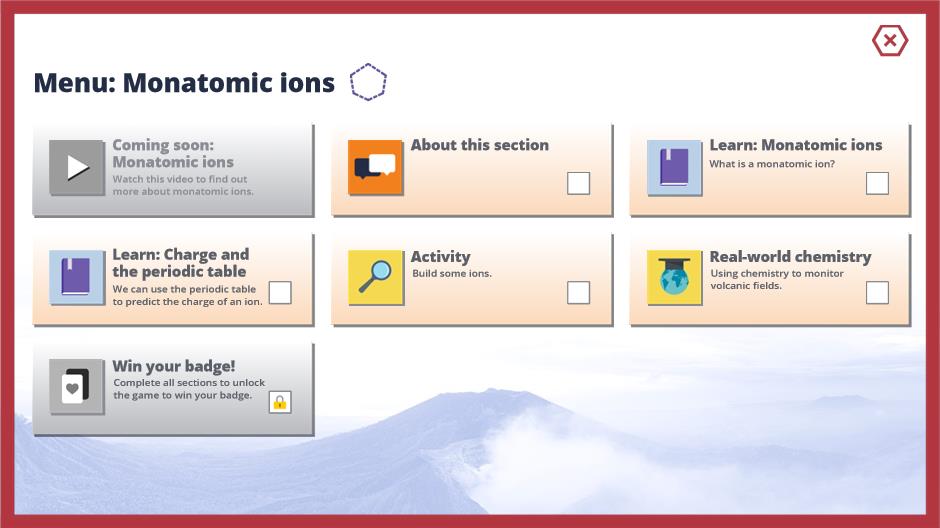 Menu: Monatomic ions
Coming soon:
Monatomic ions
Watch this video to find out
more about monatomic ions.
About this section
Learn: Monatomic ions
What is a monatomic ion?
Learn: Charge and
the periodic table
We can use the periodic table
to predict the charge of an ion.
Activity
Build some ions.
Real-world chemistry
Using chemistry to monitor
volcanic fields.
Win your badge!
Complete all sections to unlock
the game to win your badge.